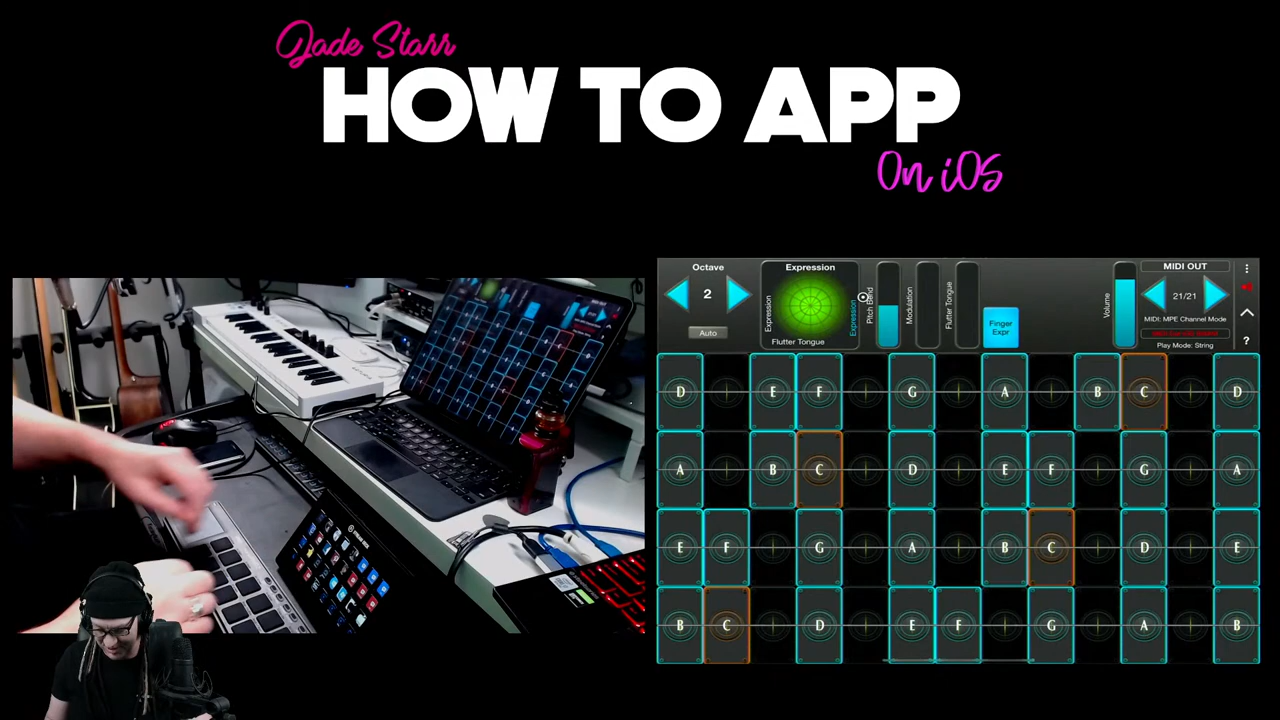 Jade Starr
HOW TO APP
On iOS
Octave
2
Auto
Expression
Expression
Expression
Flutter Tongue
Pitch Bend
Modulation
Flutter Tongue
Finger
Expr
Volume
MIDI OUT
21/21
MIDI: MPE Channel Mode
Play Mode: String
?
D E F G A B C D
A B C D E F G A
E F G A B C D E
B C D E F G A B